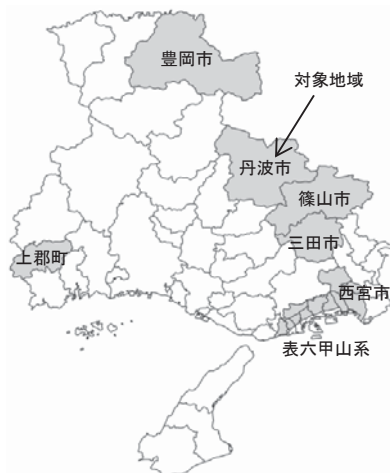 豊岡市
対象地域
丹波市
篠山市
三田市
上郡町
西宮市
表六甲山系